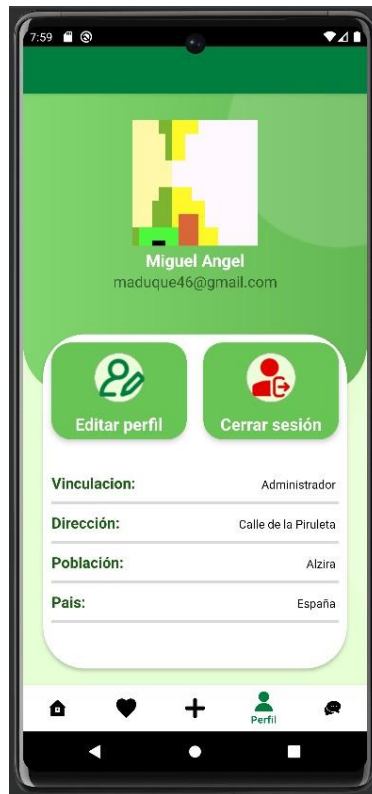 7:59
Miguel Angel
maduque46@gmail.com
Editar perfil
Cerrar sesión
Vinculacion: Administrador
Dirección: Calle de la Piruleta
Población: Alzira
Pais: España
Perfil